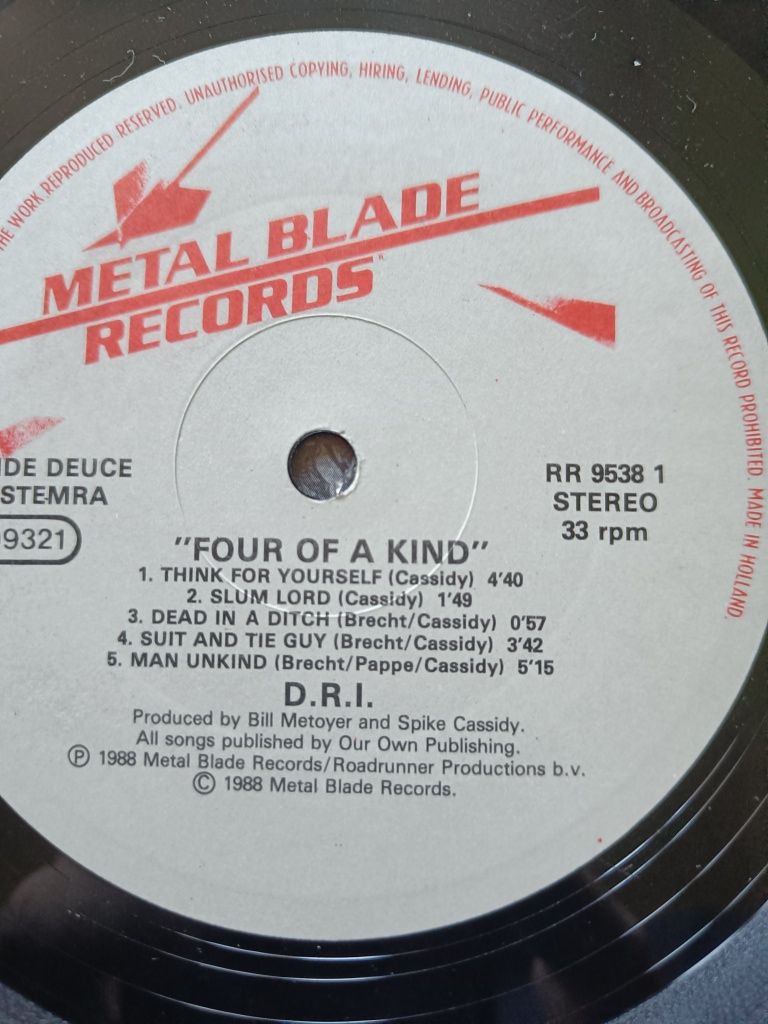 THE WORK REPRODUCED RESERVED. UNAUTHORISED COPYING, HIRING, LENDING, PUBLIC PERFORMANCE AND BROADCASTING OF THIS RECORD PROHIBITED. MADE IN HOLLAND.
METAL BLADE
RECORDS
IDE DEUCE
STEMRA
9321
RR 9538 1
STEREO
33 rpm
"FOUR OF A KIND"
1. THINK FOR YOURSELF (Cassidy) 4'40
2. SLUM LORD (Cassidy) 1'49
3. DEAD IN A DITCH (Brecht/Cassidy) 0'57
4. SUIT AND TIE GUY (Brecht/Cassidy) 3'42
5. MAN UNKIND (Brecht/Pappe/Cassidy) 5'15
D.R.I.
Produced by Bill Metoyer and Spike Cassidy.
All songs published by Our Own Publishing.
Ⓟ 1988 Metal Blade Records/Roadrunner Productions b.v.
© 1988 Metal Blade Records.